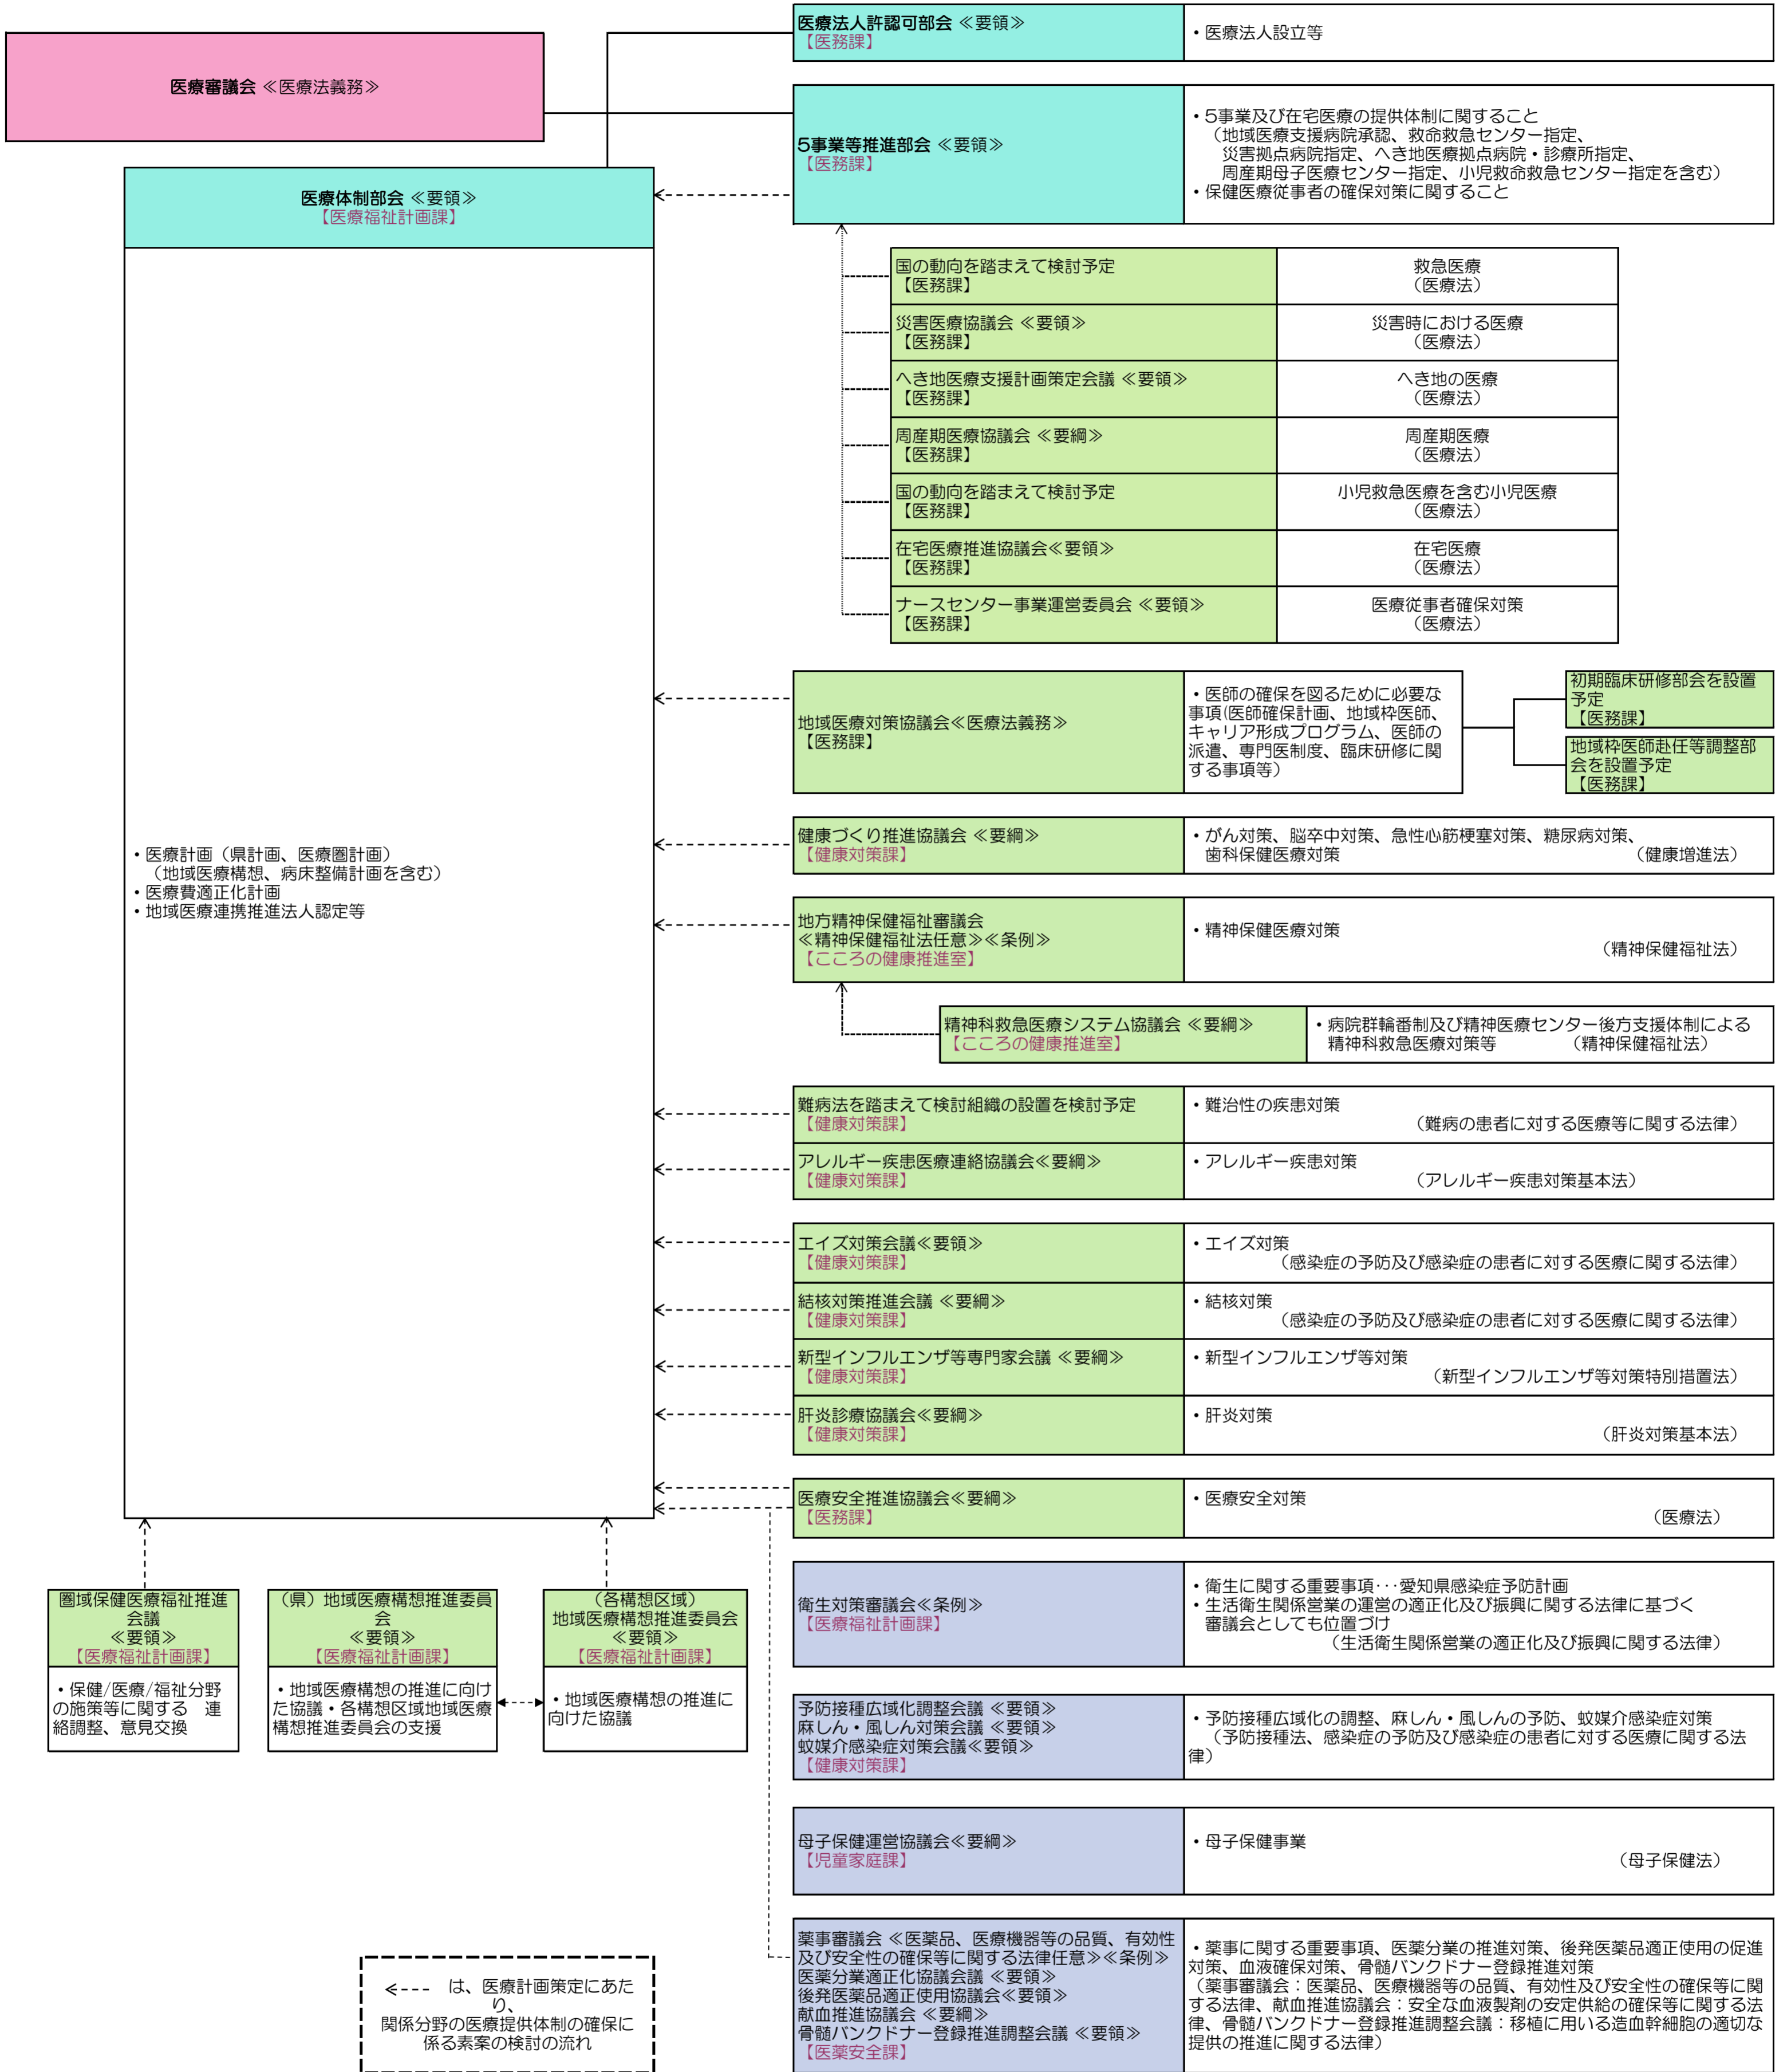 医療法人許認可部会 ≪要領≫
【医務課】
・医療法人設立等
医療審議会 ≪医療法義務≫
5事業等推進部会 ≪要領≫
【医務課】
・5事業及び在宅医療の提供体制に関すること
（地域医療支援病院承認、救命救急センター指定、
災害拠点病院指定、へき地医療拠点病院・診療所指定、
周産期母子医療センター指定、小児救命救急センター指定を含む）
・保健医療従事者の確保対策に関すること
医療体制部会 ≪要領≫
【医療福祉計画課】
国の動向を踏まえて検討予定
【医務課】
救急医療
（医療法）
災害医療協議会 ≪要領≫
【医務課】
災害時における医療
（医療法）
へき地医療支援計画策定会議 ≪要領≫
【医務課】
へき地の医療
（医療法）
周産期医療協議会 ≪要綱≫
【医務課】
周産期医療
（医療法）
国の動向を踏まえて検討予定
【医務課】
小児救急医療を含む小児医療
（医療法）
在宅医療推進協議会≪要領≫
【医務課】
在宅医療
（医療法）
ナースセンター事業運営委員会 ≪要領≫
【医務課】
医療従事者確保対策
（医療法）
地域医療対策協議会≪医療法義務≫
【医務課】
・医師の確保を図るために必要な
事項(医師確保計画、地域枠医師、
キャリア形成プログラム、医師の
派遣、専門医制度、臨床研修に関
する事項等）
初期臨床研修部会を設置
予定
【医務課】
地域枠医師赴任等調整部
会を設置予定
【医務課】
・医療計画（県計画、医療圏計画）
（地域医療構想、病床整備計画を含む）
・医療費適正化計画
・地域医療連携推進法人認定等
健康づくり推進協議会 ≪要綱≫
【健康対策課】
・がん対策、脳卒中対策、急性心筋梗塞対策、糖尿病対策、
歯科保健医療対策 （健康増進法）
地方精神保健福祉審議会
≪精神保健福祉法任意≫≪条例≫
【こころの健康推進室】
・精神保健医療対策
（精神保健福祉法）
精神科救急医療システム協議会 ≪要綱≫
【こころの健康推進室】
・病院群輪番制及び精神医療センター後方支援体制による
精神科救急医療対策等 （精神保健福祉法）
難病法を踏まえて検討組織の設置を検討予定
【健康対策課】
・難治性の疾患対策
（難病の患者に対する医療等に関する法律）
アレルギー疾患医療連絡協議会≪要綱≫
【健康対策課】
・アレルギー疾患対策
（アレルギー疾患対策基本法）
エイズ対策会議≪要領≫
【健康対策課】
・エイズ対策
（感染症の予防及び感染症の患者に対する医療に関する法律）
結核対策推進会議 ≪要綱≫
【健康対策課】
・結核対策
（感染症の予防及び感染症の患者に対する医療に関する法律）
新型インフルエンザ等専門家会議 ≪要綱≫
【健康対策課】
・新型インフルエンザ等対策
（新型インフルエンザ等対策特別措置法）
肝炎診療協議会≪要綱≫
【健康対策課】
・肝炎対策
（肝炎対策基本法）
医療安全推進協議会≪要綱≫
【医務課】
・医療安全対策
（医療法）
圏域保健医療福祉推進
会議
≪要領≫
【医療福祉計画課】
・保健/医療/福祉分野
の施策等に関する 連
絡調整、意見交換
（県）地域医療構想推進委員
会
≪要領≫
【医療福祉計画課】
・地域医療構想の推進に向け
た協議・各構想区域地域医療
構想推進委員会の支援
（各構想区域）
地域医療構想推進委員会
≪要領≫
【医療福祉計画課】
・地域医療構想の推進に
向けた協議
衛生対策審議会≪条例≫
【医療福祉計画課】
・衛生に関する重要事項･･･愛知県感染症予防計画
・生活衛生関係営業の運営の適正化及び振興に関する法律に基づく
審議会としても位置づけ
（生活衛生関係営業の適正化及び振興に関する法律）
予防接種広域化調整会議 ≪要領≫
麻しん・風しん対策会議 ≪要領≫
蚊媒介感染症対策会議≪要領≫
【健康対策課】
・予防接種広域化の調整、麻しん・風しんの予防、蚊媒介感染症対策
（予防接種法、感染症の予防及び感染症の患者に対する医療に関する法
律）
母子保健運営協議会≪要綱≫
【児童家庭課】
・母子保健事業
（母子保健法）
薬事審議会 ≪医薬品、医療機器等の品質、有効性
及び安全性の確保等に関する法律任意≫≪条例≫
医薬分業適正化協議会議 ≪要領≫
後発医薬品適正使用協議会≪要領≫
献血推進協議会 ≪要綱≫
骨髄バンクドナー登録推進調整会議 ≪要領≫
【医薬安全課】
・薬事に関する重要事項、医薬分業の推進対策、後発医薬品適正使用の促進
対策、血液確保対策、骨髄バンクドナー登録推進対策
（薬事審議会：医薬品、医療機器等の品質、有効性及び安全性の確保等に関
する法律、献血推進協議会：安全な血液製剤の安定供給の確保等に関する法
律、骨髄バンクドナー登録推進調整会議：移植に用いる造血幹細胞の適切な
提供の推進に関する法律）
は、医療計画策定にあた
り、
関係分野の医療提供体制の確保に
係る素案の検討の流れ